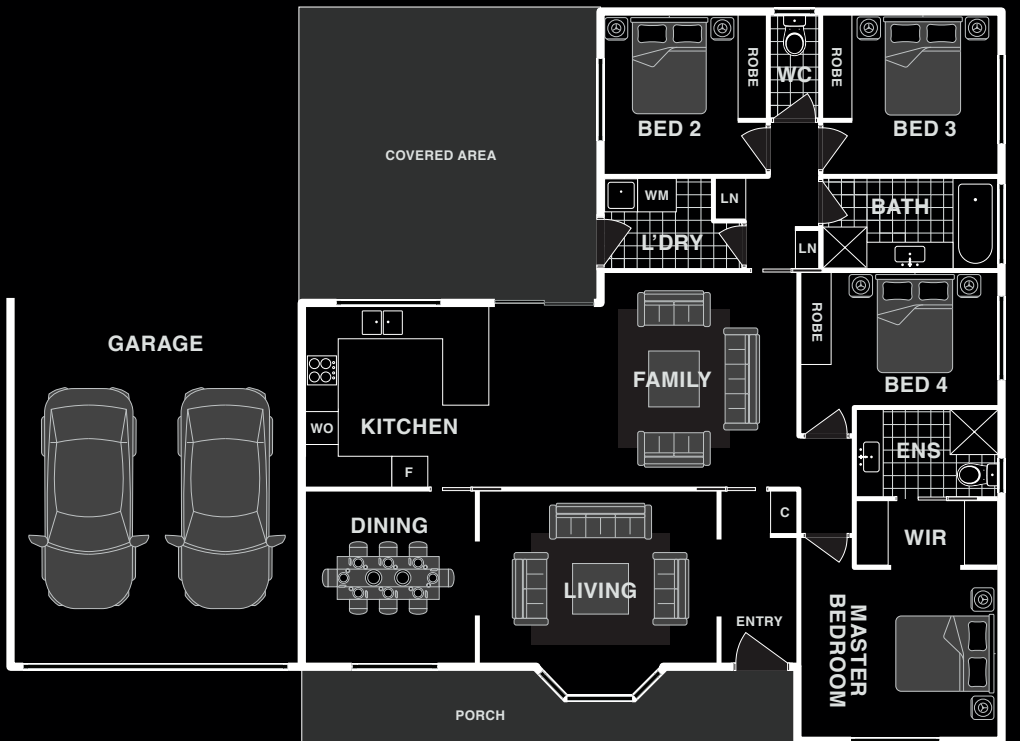 ROBE
WC
ROBE
BED 2
BED 3
COVERED AREA
WM
LN
BATH
L'DRY
LN
ROBE
GARAGE
FAMILY
BED 4
WO
KITCHEN
ENS
F
C
DINING
WIR
LIVING
ENTRY
MASTER
BEDROOM
PORCH